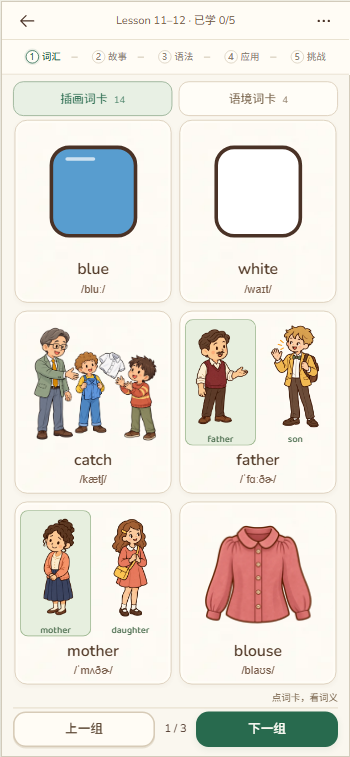 Lesson 11–12 · 已学 0/5
1 词汇 – 2 故事 – 3 语法 – 4 应用 – 5 挑战
插画词卡 14 语境词卡 4
blue white
/bluː/ /waɪt/
father son
catch father
/kætʃ/ /ˈfɑːðɚ/
mother daughter
mother blouse
/ˈmʌðɚ/ /blaʊs/
点词卡，看词义
上一组 1 / 3 下一组